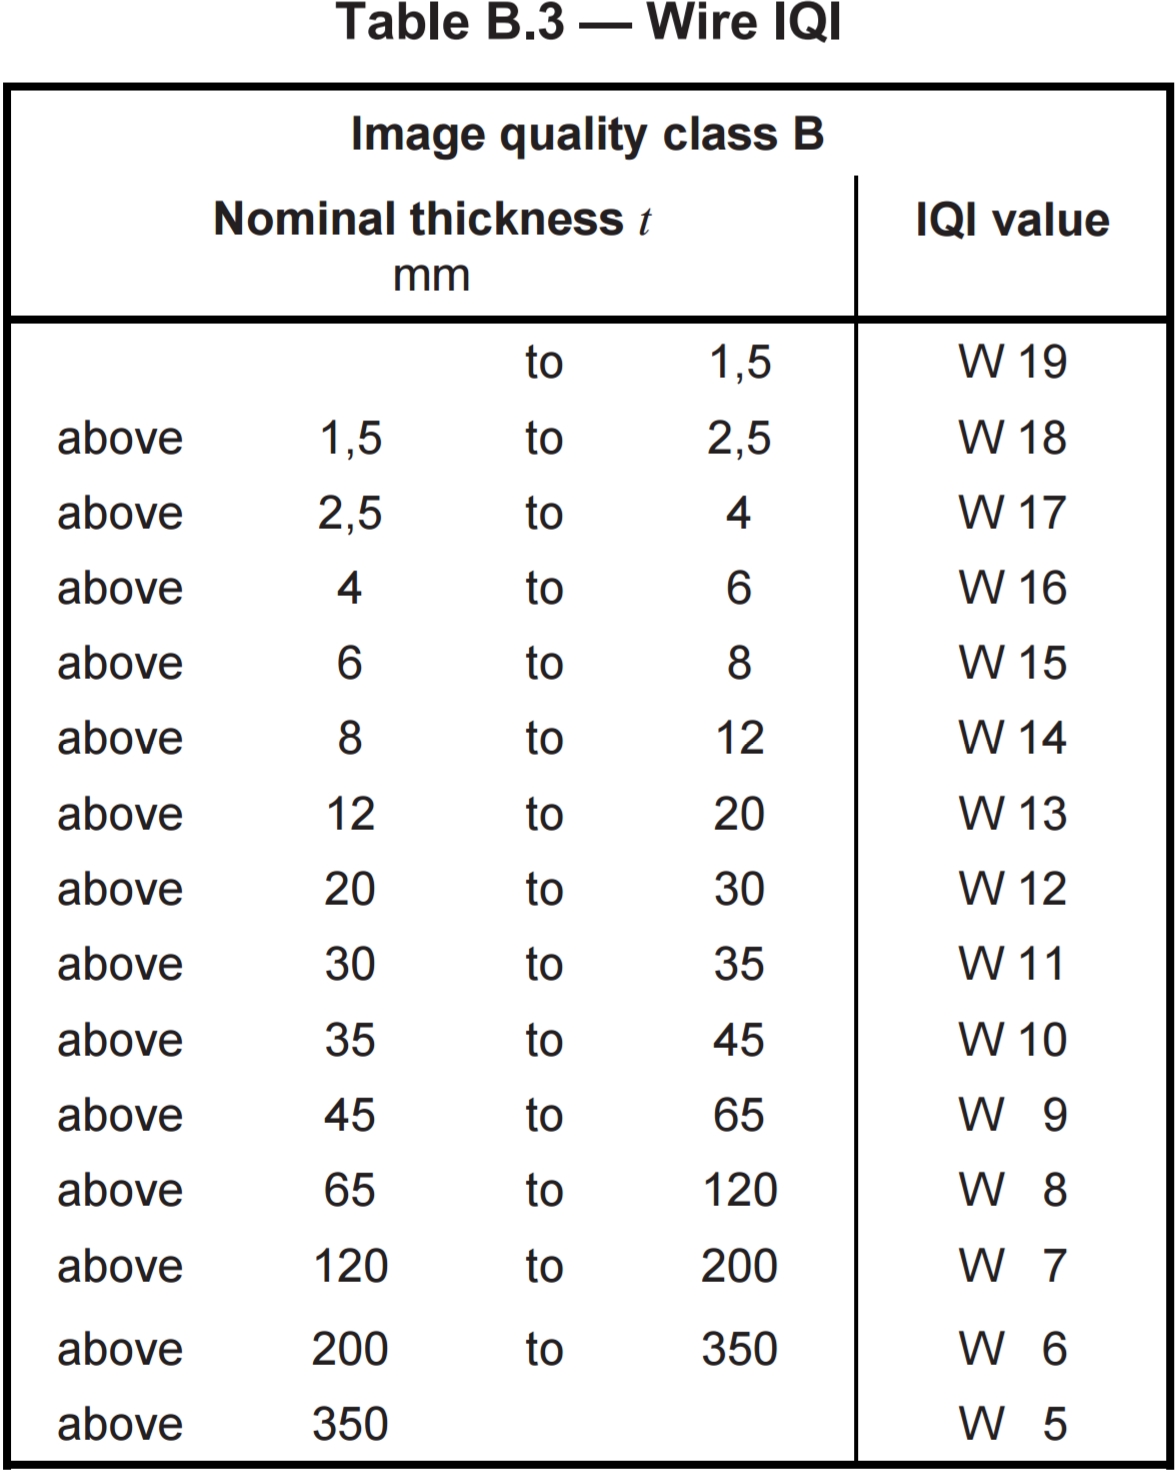 Table B.3 — Wire IQI
Image quality class B
Nominal thickness t IQI value
mm
to 1,5 W 19
above 1,5 to 2,5 W 18
above 2,5 to 4 W 17
above 4 to 6 W 16
above 6 to 8 W 15
above 8 to 12 W 14
above 12 to 20 W 13
above 20 to 30 W 12
above 30 to 35 W 11
above 35 to 45 W 10
above 45 to 65 W 9
above 65 to 120 W 8
above 120 to 200 W 7
above 200 to 350 W 6
above 350 W 5